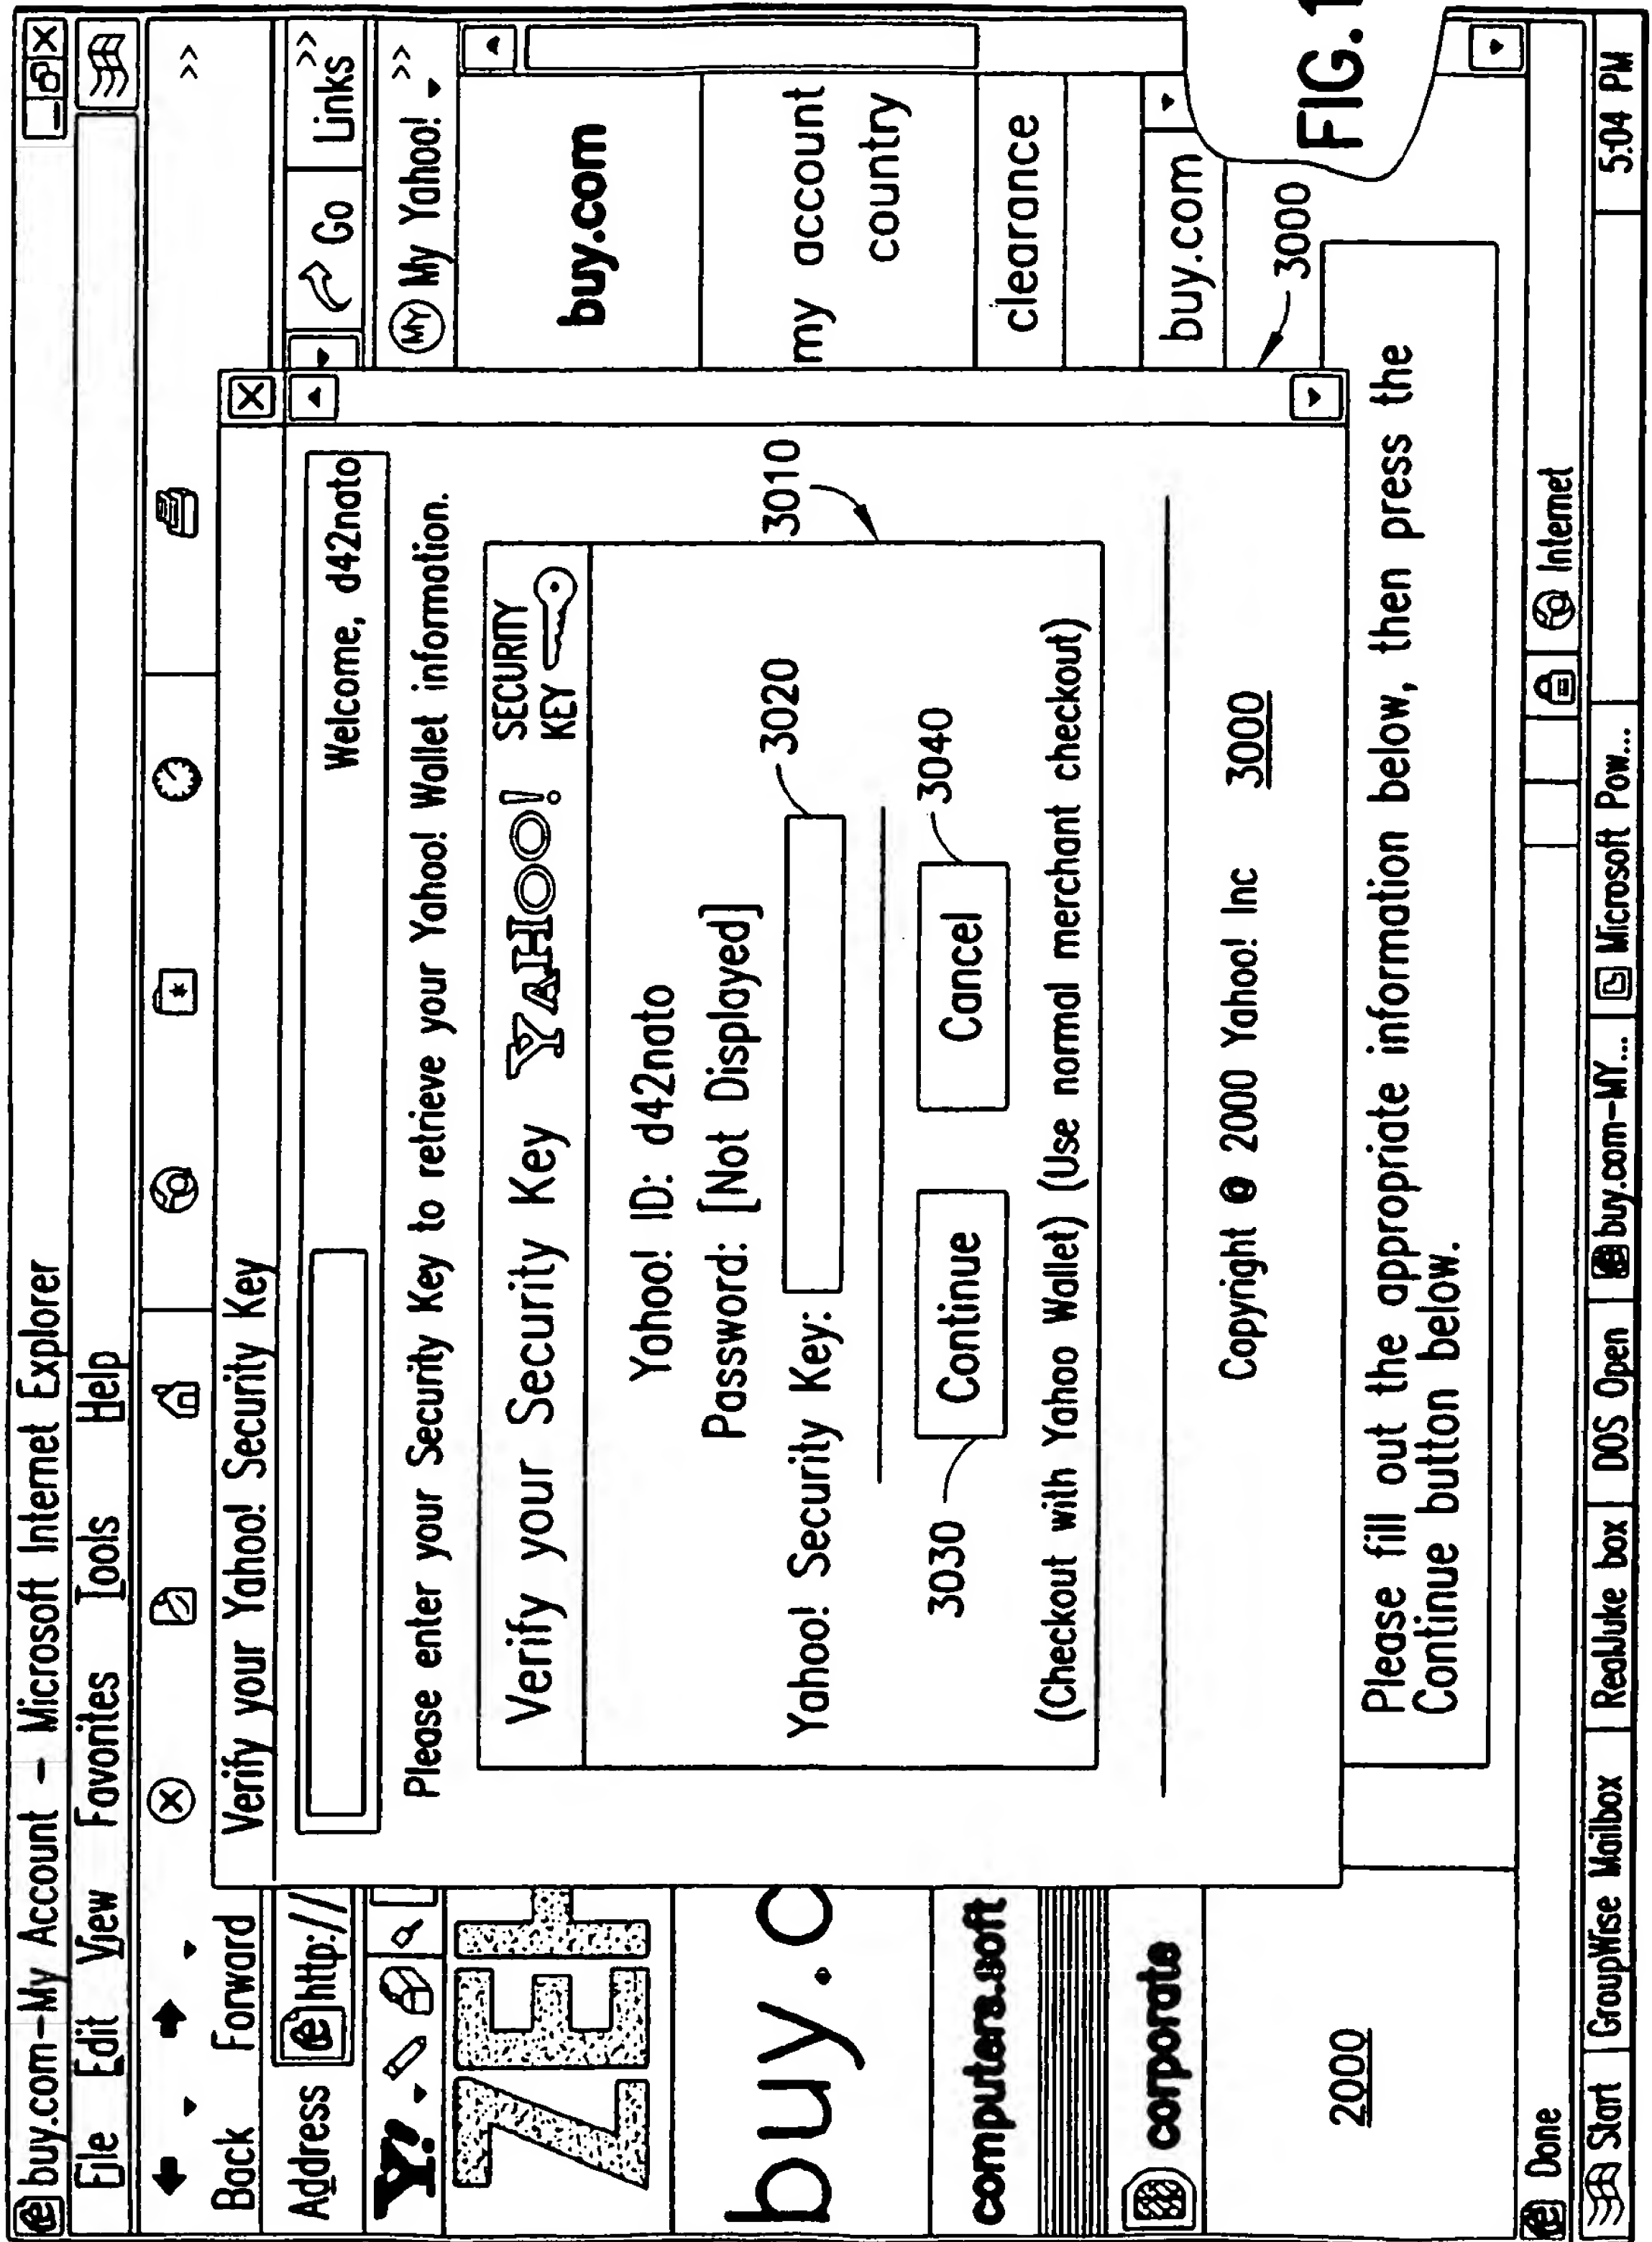 buy.com-My Account - Microsoft Internet Explorer
File Edit View Favorites Tools Help
>>
Back Forward
Address http:// Go Links >>
Y! MY My Yahoo! >>
Verify your Yahoo! Security Key
Welcome, d42nato
Please enter your Security Key to retrieve your Yahoo! Wallet information.
Verify your Security Key YAHOO! SECURITY KEY
3010
Yahoo! ID: d42nato
Password: [Not Displayed]
Yahoo! Security Key:
3020
3030
Continue
Cancel
3040
(Checkout with Yahoo Wallet) (Use normal merchant checkout)
Copyright @ 2000 Yahoo! Inc
3000
buy.com
buy.c
my account
country
computers.soft
clearance
corporate
buy.com
3000
2000
FIG.1
Please fill out the appropriate information below, then press the
Continue button below.
Done Internet
Start GroupWise Mailbox RealJuke box DOS Open buy.com-MY... Microsoft Pow... 5:04 PM